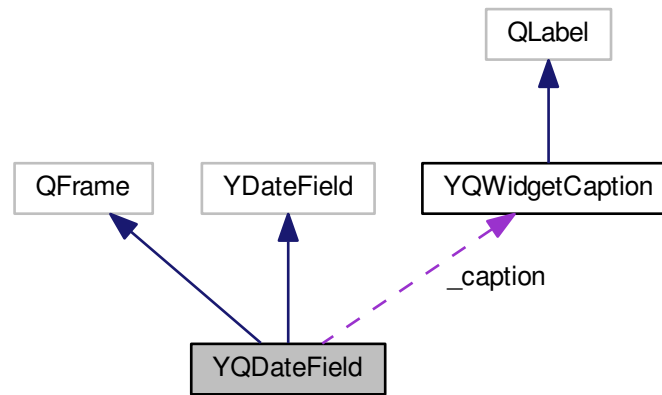 QLabel
QFrame
YDateField
YQWidgetCaption
_caption
YQDateField